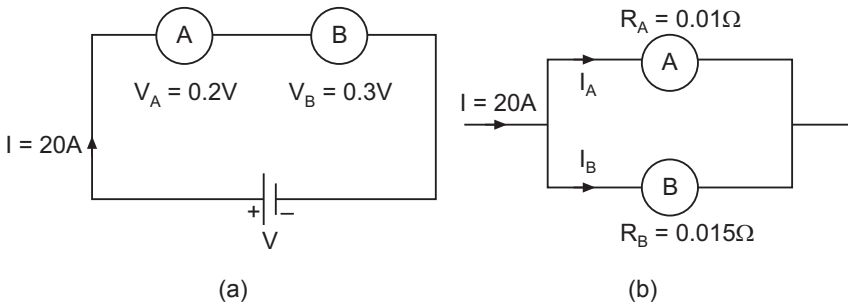 A
B
V_A = 0.2V
V_B = 0.3V
I = 20A
+
–
V
(a)
R_A = 0.01Ω
A
I_A
I = 20A
I_B
B
R_B = 0.015Ω
(b)